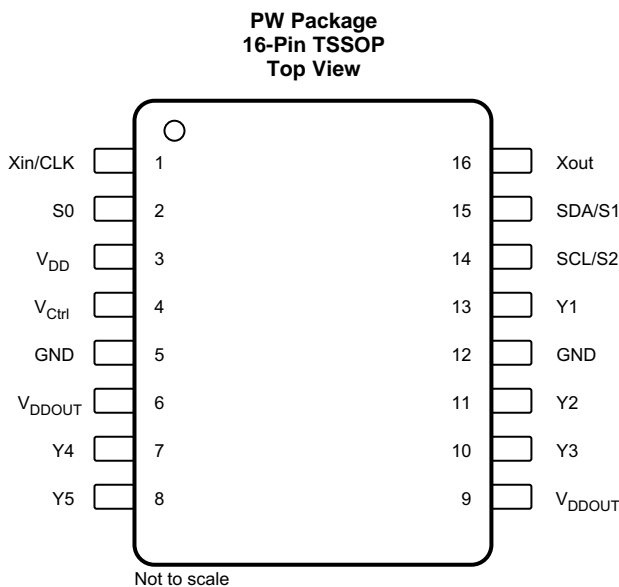 PW Package
16-Pin TSSOP
Top View
Xin/CLK 1 16 Xout
S0 2 15 SDA/S1
VDD 3 14 SCL/S2
VCtrl 4 13 Y1
GND 5 12 GND
VDDOUT 6 11 Y2
Y4 7 10 Y3
Y5 8 9 VDDOUT
Not to scale